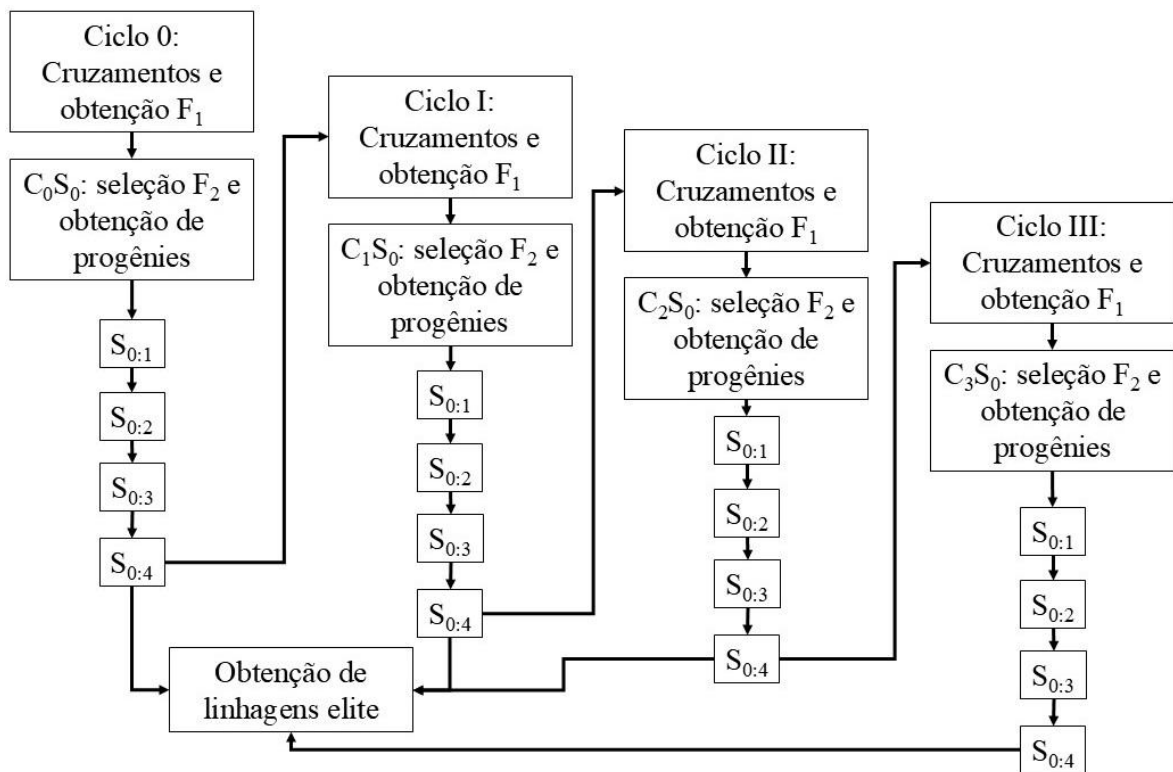 Ciclo 0:
Cruzamentos e
obtenção F₁
C₀S₀: seleção F₂ e
obtenção de
progênies
S₀:₁
S₀:₂
S₀:₃
S₀:₄
Ciclo I:
Cruzamentos e
obtenção F₁
C₁S₀: seleção F₂ e
obtenção de
progênies
S₀:₁
S₀:₂
S₀:₃
S₀:₄
Ciclo II:
Cruzamentos e
obtenção F₁
C₂S₀: seleção F₂ e
obtenção de
progênies
S₀:₁
S₀:₂
S₀:₃
S₀:₄
Ciclo III:
Cruzamentos e
obtenção F₁
C₃S₀: seleção F₂ e
obtenção de
progênies
S₀:₁
S₀:₂
S₀:₃
S₀:₄
Obtenção de
linhagens elite